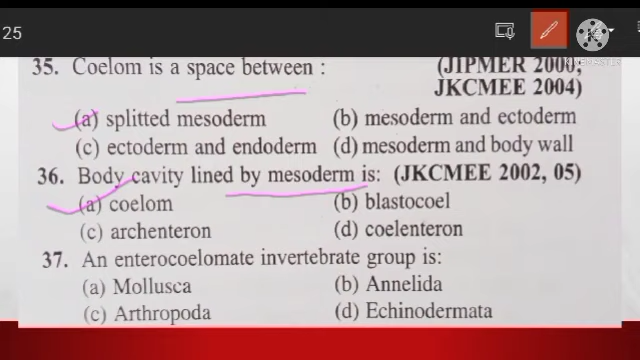 25
35. Coelom is a space between : (JIPMER 2000,
JKCMEE 2004)
(a) splitted mesoderm (b) mesoderm and ectoderm
(c) ectoderm and endoderm (d) mesoderm and body wall
36. Body cavity lined by mesoderm is: (JKCMEE 2002, 05)
(a) coelom (b) blastocoel
(c) archenteron (d) coelenteron
37. An enterocoelomate invertebrate group is:
(a) Mollusca (b) Annelida
(c) Arthropoda (d) Echinodermata